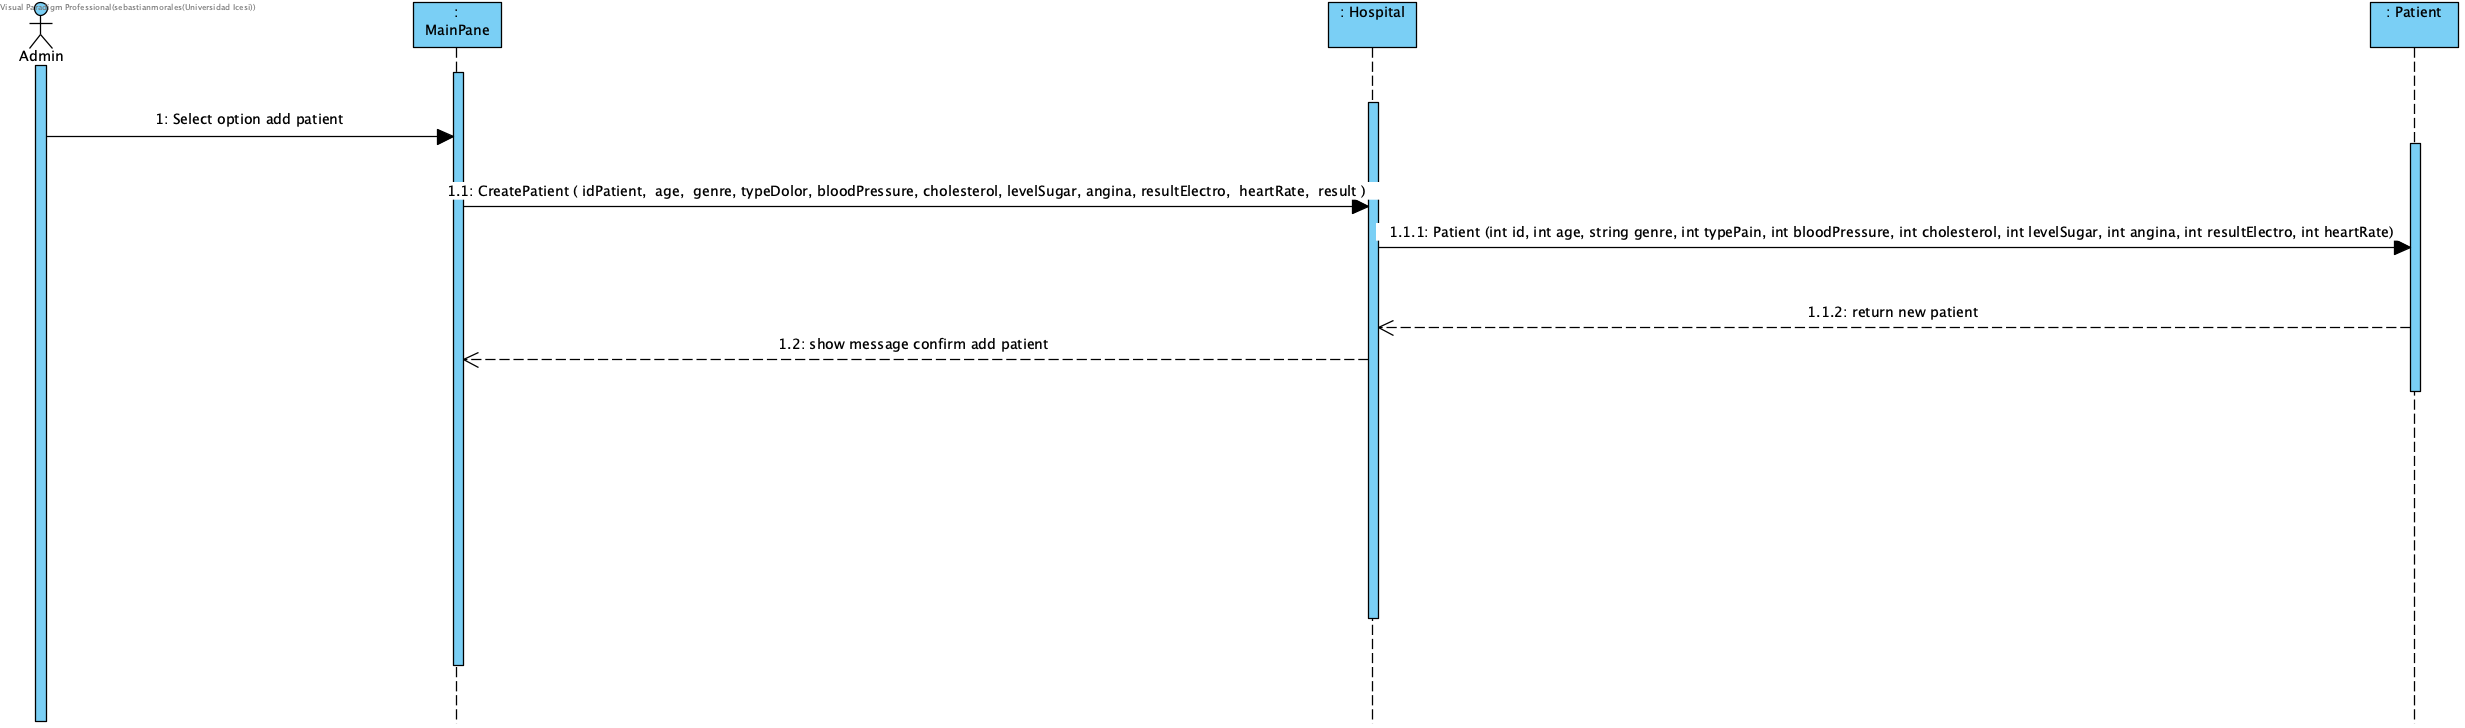 Visual Paradigm Professional(sebastianmorales(Universidad Icesi))
Admin
:
MainPane
: Hospital
: Patient
1: Select option add patient
1.1: CreatePatient ( idPatient, age, genre, typeDolor, bloodPressure, cholesterol, levelSugar, angina, resultElectro, heartRate, result )
1.1.1: Patient (int id, int age, string genre, int typePain, int bloodPressure, int cholesterol, int levelSugar, int angina, int resultElectro, int heartRate)
1.1.2: return new patient
1.2: show message confirm add patient